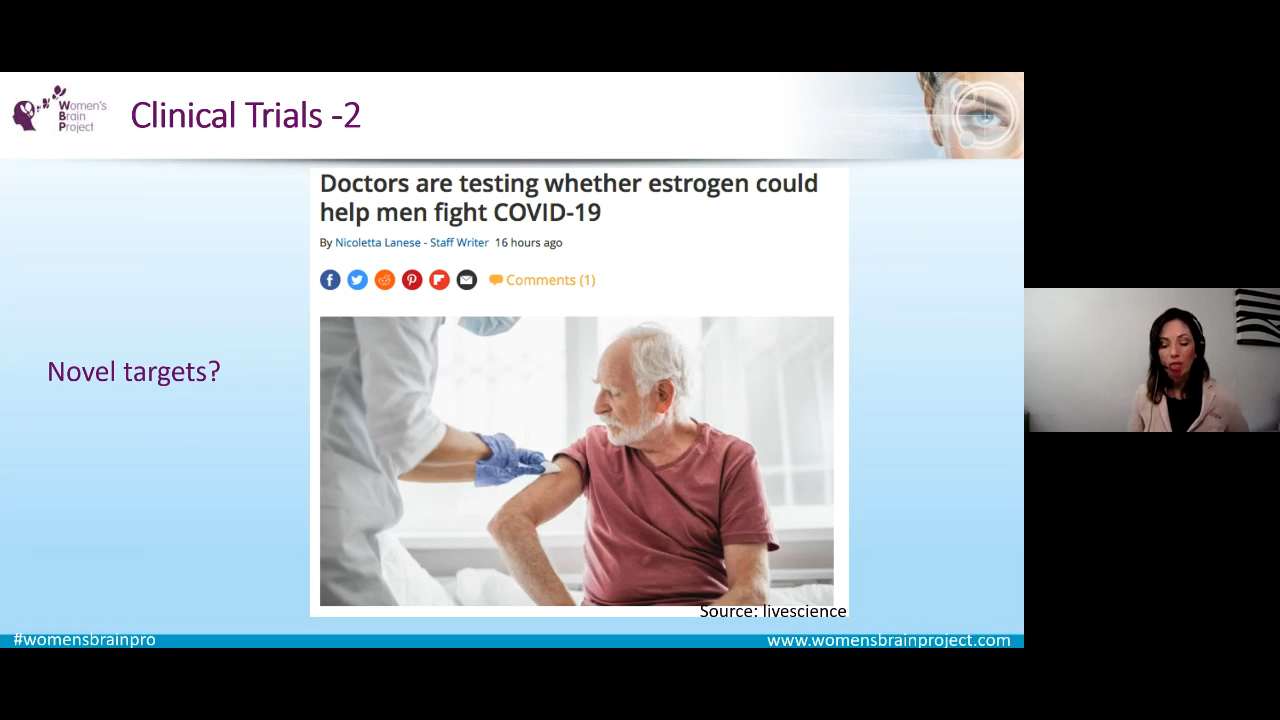 Women's
Brain
Project
Clinical Trials -2
Doctors are testing whether estrogen could
help men fight COVID-19
By Nicoletta Lanese - Staff Writer 16 hours ago
Comments (1)
Novel targets?
Source: livescience
#womensbrainpro
www.womensbrainproject.com